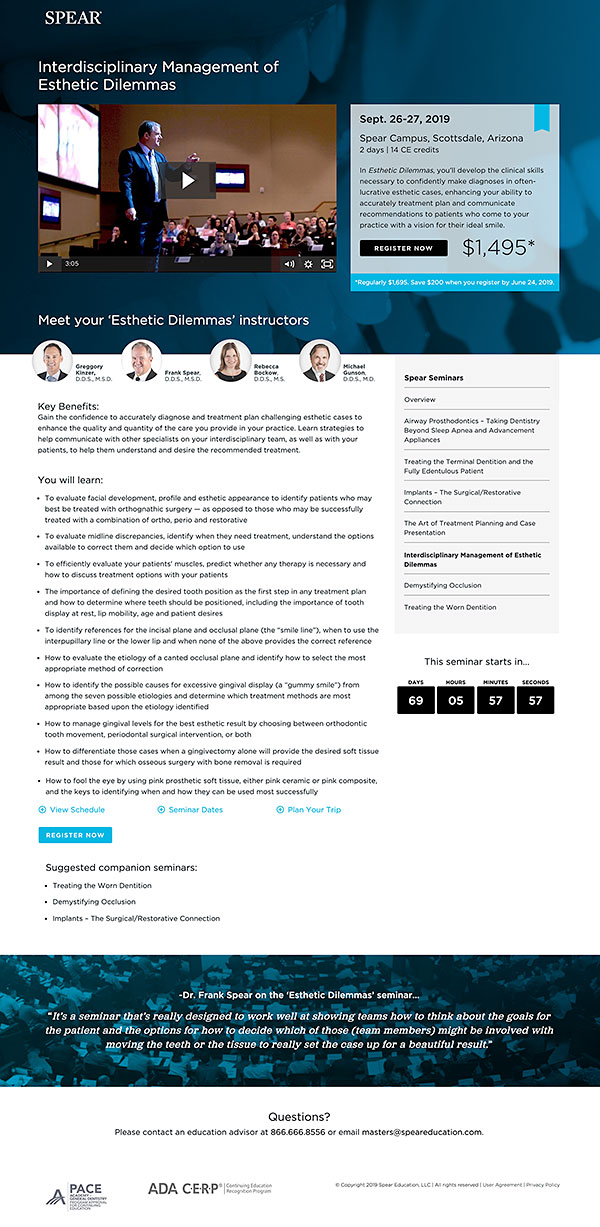 SPEAR
Interdisciplinary Management of
Esthetic Dilemmas
3:05
Sept. 26-27, 2019
Spear Campus, Scottsdale, Arizona
2 days | 14 CE credits
In Esthetic Dilemmas, you'll develop the clinical skills
necessary to confidently make diagnoses in often-
lucrative esthetic cases, enhancing your ability to
accurately treatment plan and communicate
recommendations to patients who come to your
practice with a vision for their ideal smile.
REGISTER NOW
$1,495*
*Regularly $1,695. Save $200 when you register by June 24, 2019.
Meet your 'Esthetic Dilemmas' instructors
Greggory
Kinzer,
D.D.S., M.S.D.
Frank Spear,
D.D.S., M.S.D.
Rebecca
Bockow,
D.D.S., M.S.
Michael
Gunson,
D.D.S., M.D.
Key Benefits:
Gain the confidence to accurately diagnose and treatment plan challenging esthetic cases to
enhance the quality and quantity of the care you provide in your practice. Learn strategies to
help communicate with other specialists on your interdisciplinary team, as well as with your
patients, to help them understand and desire the recommended treatment.
You will learn:
• To evaluate facial development, profile and esthetic appearance to identify patients who may
best be treated with orthognathic surgery — as opposed to those who may be successfully
treated with a combination of ortho, perio and restorative
• To evaluate midline discrepancies, identify when they need treatment, understand the options
available to correct them and decide which option to use
• To efficiently evaluate your patients' muscles, predict whether any therapy is necessary and
how to discuss treatment options with your patients
• The importance of defining the desired tooth position as the first step in any treatment plan
and how to determine where teeth should be positioned, including the importance of tooth
display at rest, lip mobility, age and patient desires
• To identify references for the incisal plane and occlusal plane (the "smile line"), when to use the
interpupillary line or the lower lip and when none of the above provides the correct reference
• How to evaluate the etiology of a canted occlusal plane and identify how to select the most
appropriate method of correction
• How to identify the possible causes for excessive gingival display (a "gummy smile") from
among the seven possible etiologies and determine which treatment methods are most
appropriate based upon the etiology identified
• How to manage gingival levels for the best esthetic result by choosing between orthodontic
tooth movement, periodontal surgical intervention, or both
• How to differentiate those cases when a gingivectomy alone will provide the desired soft tissue
result and those for which osseous surgery with bone removal is required
• How to fool the eye by using pink prosthetic soft tissue, either pink ceramic or pink composite,
and the keys to identifying when and how they can be used most successfully
View Schedule
Seminar Dates
Plan Your Trip
REGISTER NOW
Suggested companion seminars:
• Treating the Worn Dentition
• Demystifying Occlusion
• Implants – The Surgical/Restorative Connection
Spear Seminars
Overview
Airway Prosthodontics – Taking Dentistry
Beyond Sleep Apnea and Advancement
Appliances
Treating the Terminal Dentition and the
Fully Edentulous Patient
Implants – The Surgical/Restorative
Connection
The Art of Treatment Planning and Case
Presentation
Interdisciplinary Management of Esthetic
Dilemmas
Demystifying Occlusion
Treating the Worn Dentition
This seminar starts in...
DAYS HOURS MINUTES SECONDS
69 05 57 57
-Dr. Frank Spear on the 'Esthetic Dilemmas' seminar...
"It's a seminar that's really designed to work well at showing teams how to think about the goals for
the patient and the options for how to decide which of those (team members) might be involved with
moving the teeth or the tissue to really set the case up for a beautiful result."
Questions?
Please contact an education advisor at 866.666.8556 or email masters@speareducation.com.
PACE
ACADEMY of
GENERAL DENTISTRY
PROGRAM APPROVAL
FOR CONTINUING
EDUCATION
ADA C·E·R·P® | Continuing Education
Recognition Program
© Copyright 2019 Spear Education, LLC | All rights reserved | User Agreement | Privacy Policy